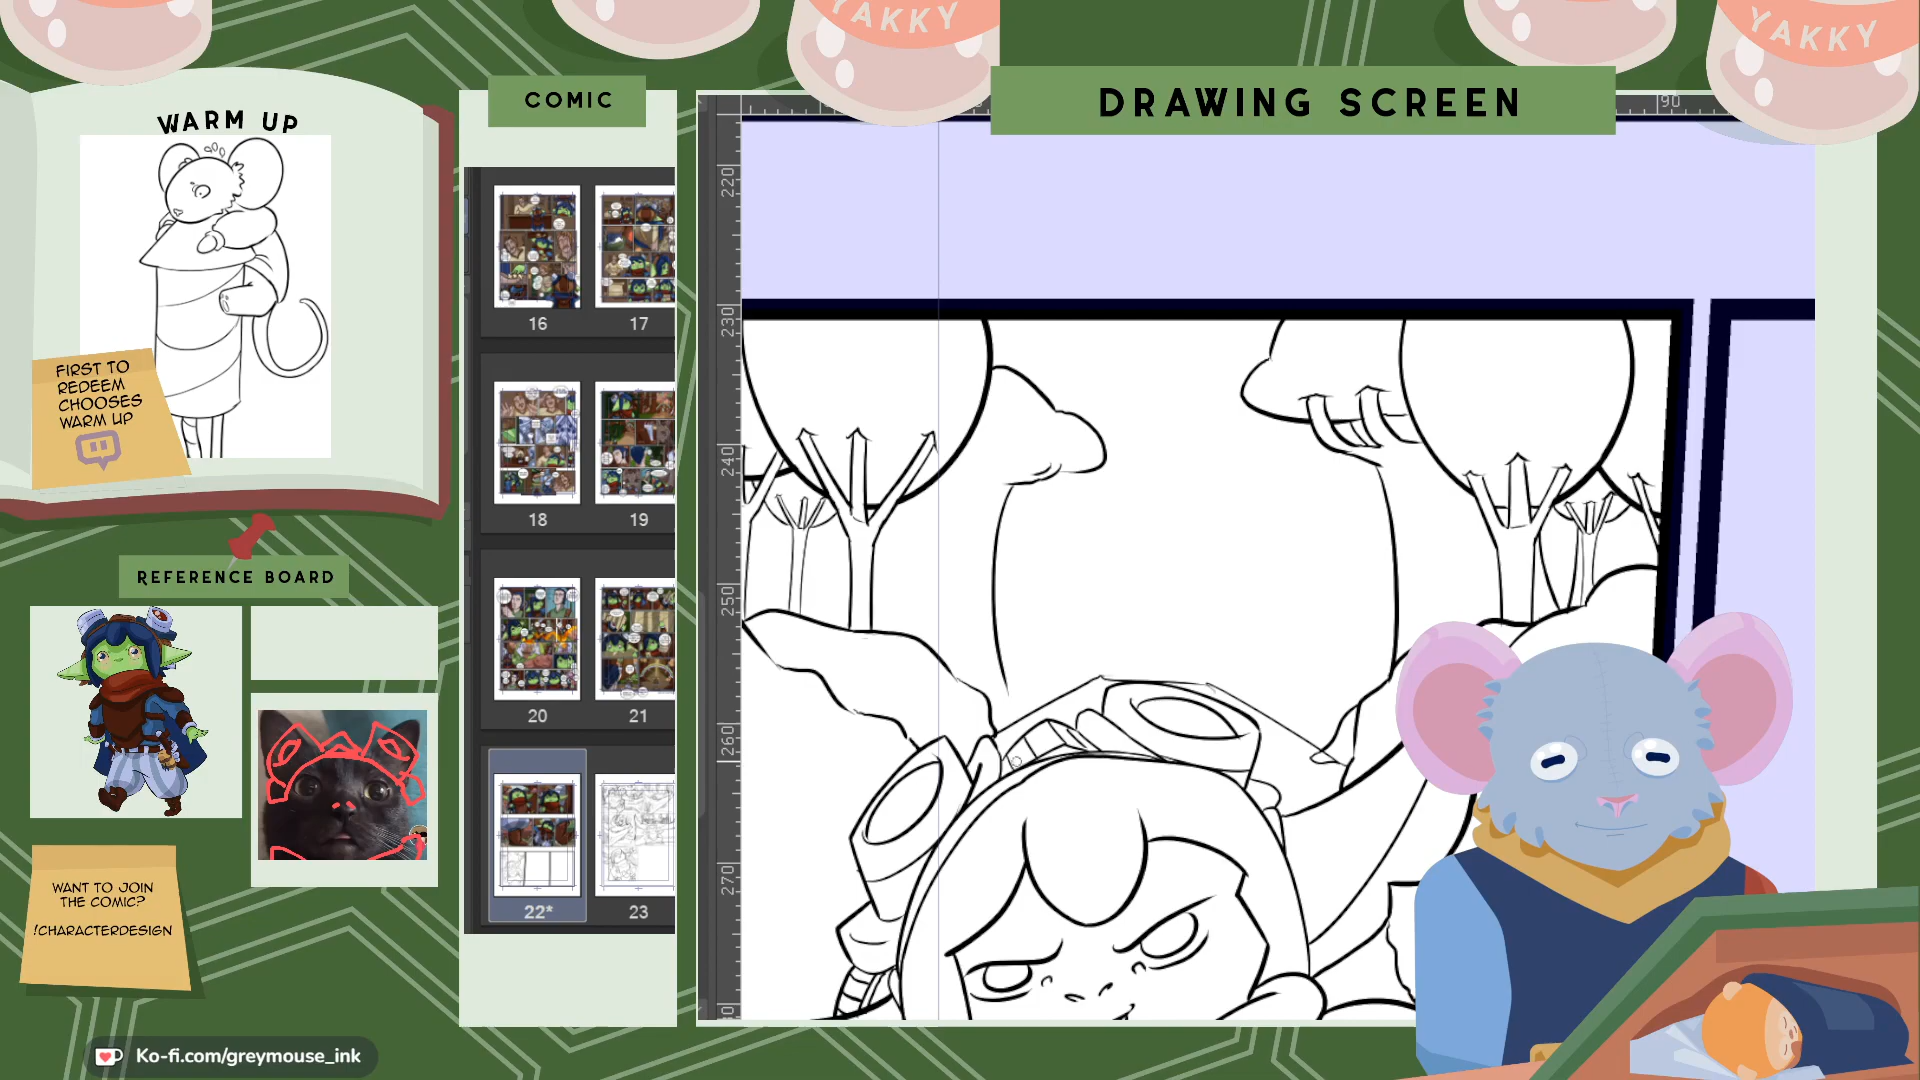 YAKKY
YAKKY
WARM UP
FIRST TO
REDEEM
CHOOSES
WARM UP
COMIC
16
17
18
19
20
21
22*
23
DRAWING SCREEN
90
220
230
240
250
260
270
REFERENCE BOARD
WANT TO JOIN
THE COMIC?
!CHARACTERDESIGN
Ko-fi.com/greymouse_ink